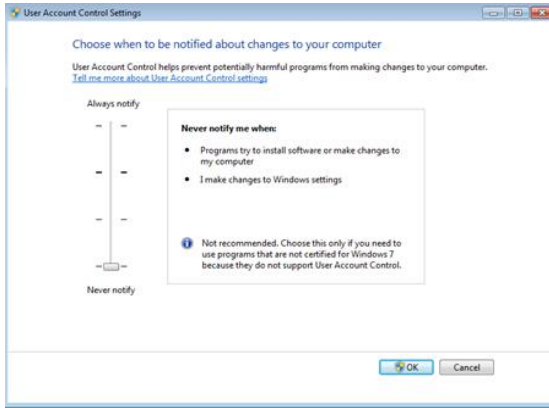 User Account Control Settings
Choose when to be notified about changes to your computer
User Account Control helps prevent potentially harmful programs from making changes to your computer.
Tell me more about User Account Control settings
Always notify
Never notify me when:
• Programs try to install software or make changes to
my computer
• I make changes to Windows settings
Not recommended. Choose this only if you need to
use programs that are not certified for Windows 7
because they do not support User Account Control.
Never notify
OK
Cancel